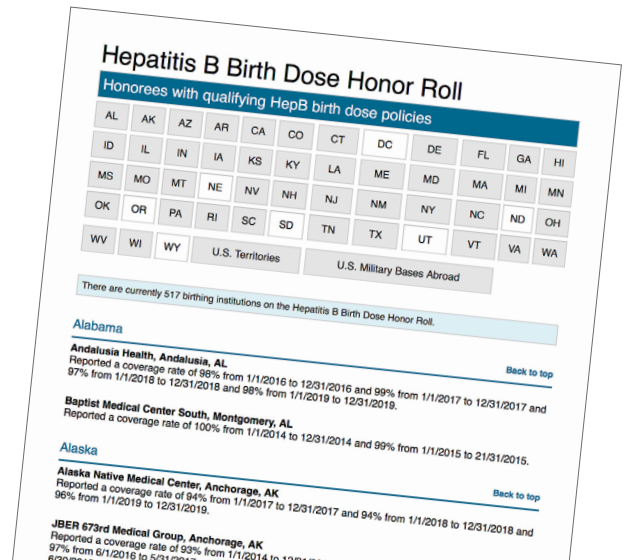 Hepatitis B Birth Dose Honor Roll
Honorees with qualifying HepB birth dose policies
AL AK AZ AR CA CO CT DC DE FL GA HI
ID IL IN IA KS KY LA ME MD MA MI MN
MS MO MT NE NV NH NJ NM NY NC ND OH
OK OR PA RI SC SD TN TX UT VT VA WA
WV WI WY U.S. Territories U.S. Military Bases Abroad
There are currently 517 birthing institutions on the Hepatitis B Birth Dose Honor Roll.
Alabama
Back to top
Andalusia Health, Andalusia, AL
Reported a coverage rate of 98% from 1/1/2016 to 12/31/2016 and 99% from 1/1/2017 to 12/31/2017 and
97% from 1/1/2018 to 12/31/2018 and 98% from 1/1/2019 to 12/31/2019.
Baptist Medical Center South, Montgomery, AL
Reported a coverage rate of 100% from 1/1/2014 to 12/31/2014 and 99% from 1/1/2015 to 21/31/2015.
Alaska
Back to top
Alaska Native Medical Center, Anchorage, AK
Reported a coverage rate of 94% from 1/1/2017 to 12/31/2017 and 94% from 1/1/2018 to 12/31/2018 and
96% from 1/1/2019 to 12/31/2019.
JBER 673rd Medical Group, Anchorage, AK
Reported a coverage rate of 93% from 1/1/2014 to
97% from 6/1/2016 to